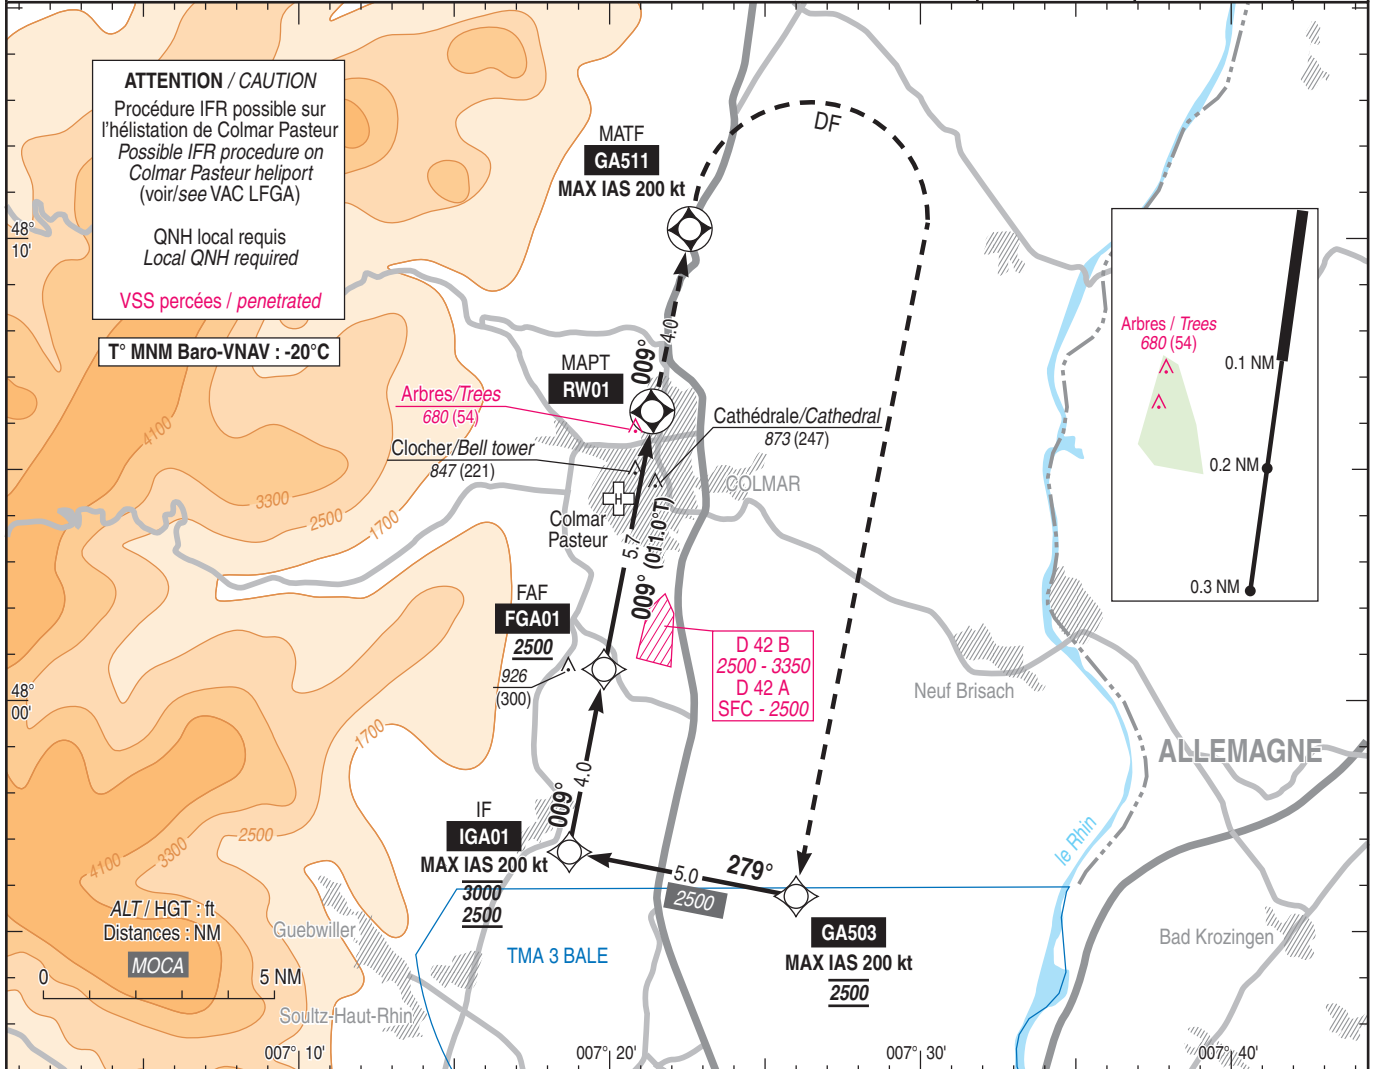 ATTENTION / CAUTION
Procédure IFR possible sur
l'hélistation de Colmar Pasteur
Possible IFR procedure on
Colmar Pasteur heliport
(voir/see VAC LFGA)
QNH local requis
Local QNH required
VSS percées / penetrated
T° MNM Baro-VNAV : -20°C
48°
10'
MATF
GA511
MAX IAS 200 kt
DF
4.0
009°
MAPT
RW01
Arbres/Trees
680 (54)
Clocher/Bell tower
847 (221)
Cathédrale/Cathedral
873 (247)
COLMAR
H
Colmar
Pasteur
5.7
009° (011.0°T)
4100
3300
2500
1700
Arbres / Trees
680 (54)
0.1 NM
0.2 NM
0.3 NM
FAF
FGA01
2500
926
(300)
D 42 B
2500 - 3350
D 42 A
SFC - 2500
Neuf Brisach
48°
00'
ALLEMAGNE
1700
2500
3300
4100
4.0
009°
IF
IGA01
MAX IAS 200 kt
3000
2500
5.0
279°
2500
GA503
MAX IAS 200 kt
2500
le Rhin
Bad Krozingen
TMA 3 BALE
Guebwiller
Soultz-Haut-Rhin
ALT / HGT : ft
Distances : NM
MOCA
0
5 NM
007° 10'
007° 20'
007° 30'
007° 40'